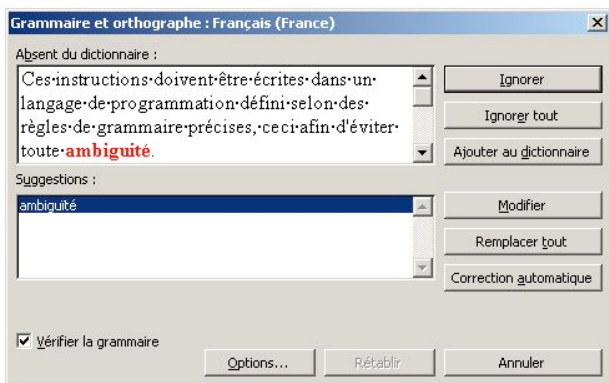 Grammaire et orthographe : Français (France)
Absent du dictionnaire :
Ces·instructions·doivent·être·écrites·dans·un·
langage·de·programmation·défini·selon·des·
règles·de·grammaire·précises,·ceci·afin·d'éviter·
toute·ambiguité.
Ignorer
Ignorer tout
Ajouter au dictionnaire
Suggestions :
ambiguïté
Modifier
Remplacer tout
Correction automatique
Vérifier la grammaire
Options...
Rétablir
Annuler